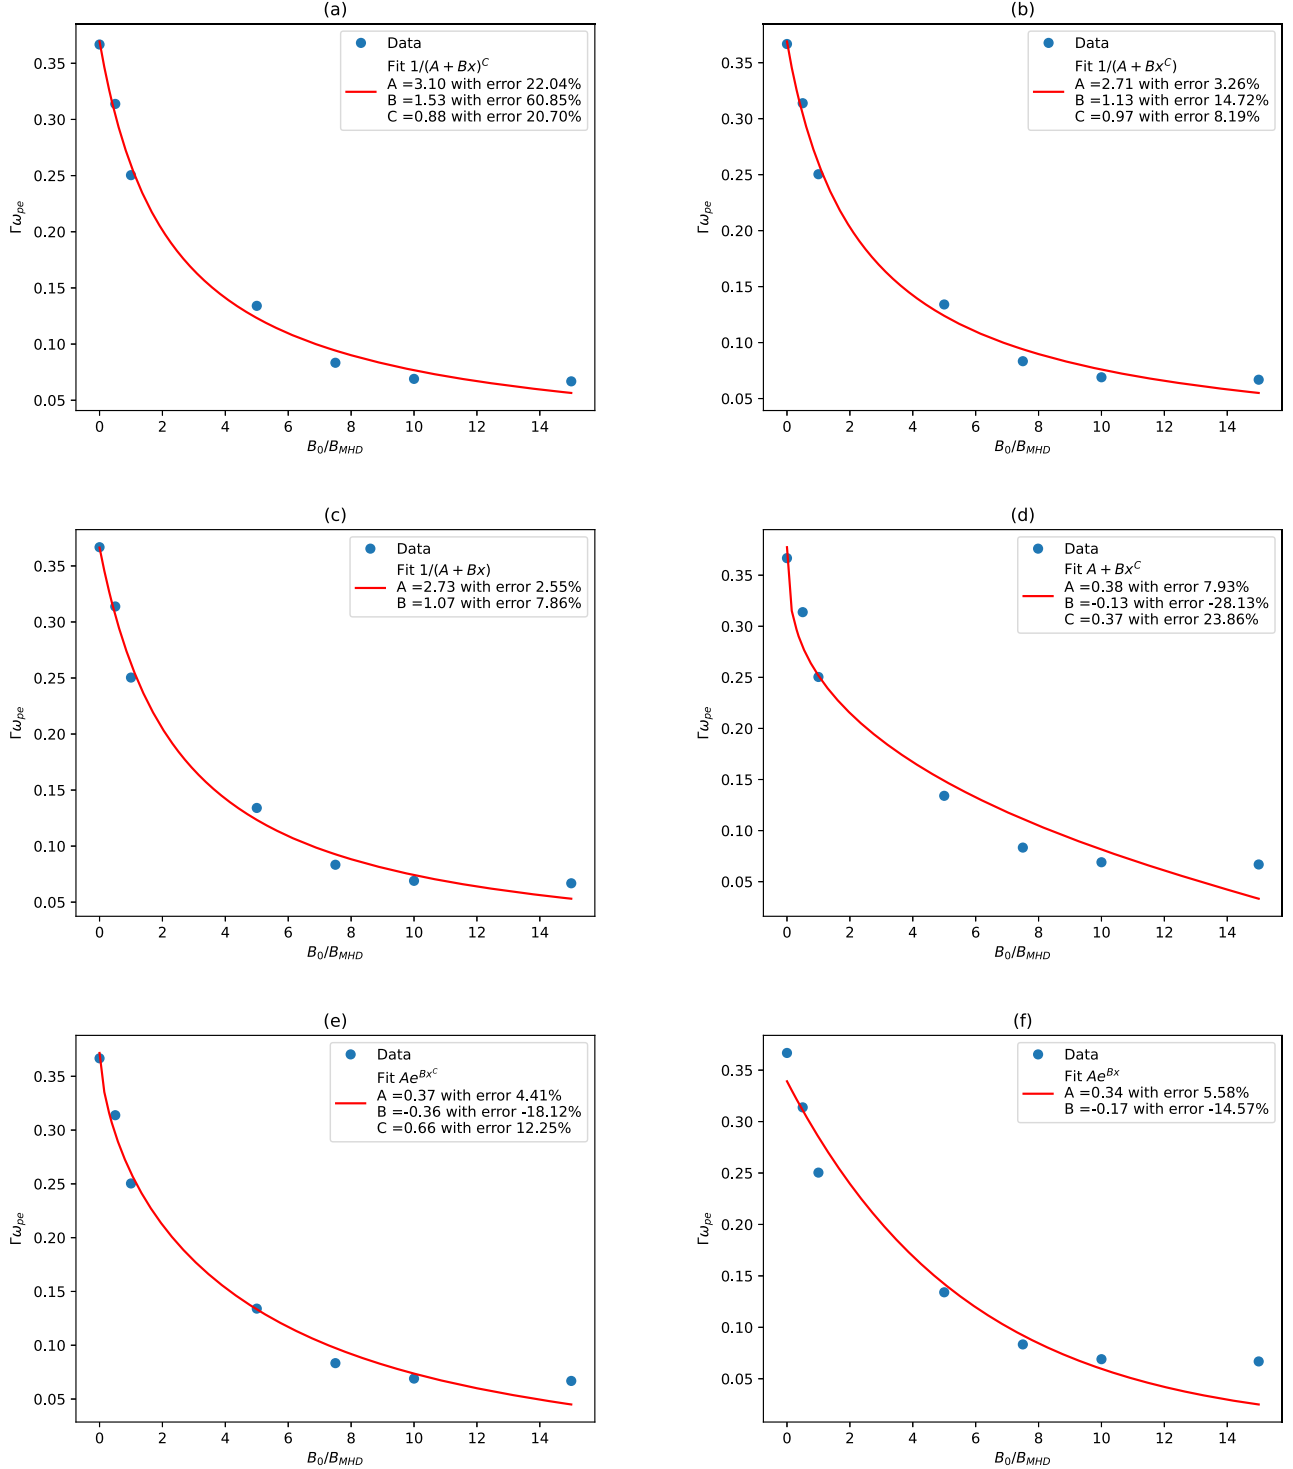 (a)
Data
Fit 1/(A + Bx)^C
A =3.10 with error 22.04%
B =1.53 with error 60.85%
C =0.88 with error 20.70%
0.35
0.30
0.25
0.20
0.15
0.10
0.05
Γω_pe
0 2 4 6 8 10 12 14
B_0/B_MHD
(b)
Data
Fit 1/(A + Bx^C)
A =2.71 with error 3.26%
B =1.13 with error 14.72%
C =0.97 with error 8.19%
0.35
0.30
0.25
0.20
0.15
0.10
0.05
Γω_pe
0 2 4 6 8 10 12 14
B_0/B_MHD
(c)
Data
Fit 1/(A + Bx)
A =2.73 with error 2.55%
B =1.07 with error 7.86%
0.35
0.30
0.25
0.20
0.15
0.10
0.05
Γω_pe
0 2 4 6 8 10 12 14
B_0/B_MHD
(d)
Data
Fit A + Bx^C
A =0.38 with error 7.93%
B =-0.13 with error -28.13%
C =0.37 with error 23.86%
0.35
0.30
0.25
0.20
0.15
0.10
0.05
Γω_pe
0 2 4 6 8 10 12 14
B_0/B_MHD
(e)
Data
Fit Ae^{Bx^C}
A =0.37 with error 4.41%
B =-0.36 with error -18.12%
C =0.66 with error 12.25%
0.35
0.30
0.25
0.20
0.15
0.10
0.05
Γω_pe
0 2 4 6 8 10 12 14
B_0/B_MHD
(f)
Data
Fit Ae^{Bx}
A =0.34 with error 5.58%
B =-0.17 with error -14.57%
0.35
0.30
0.25
0.20
0.15
0.10
0.05
Γω_pe
0 2 4 6 8 10 12 14
B_0/B_MHD